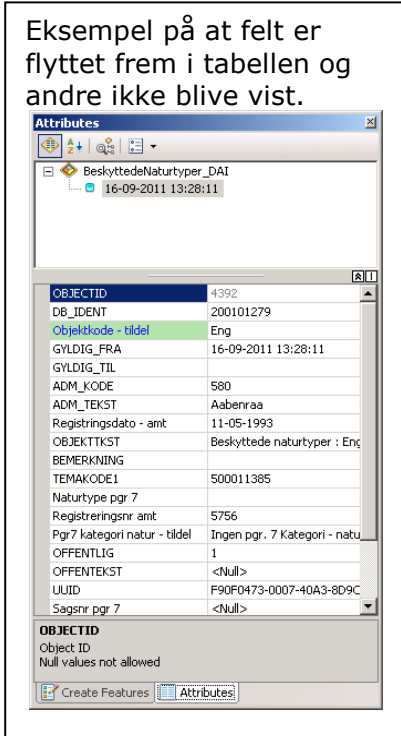 Eksempel på at felt er
flyttet frem i tabellen og
andre ikke blive vist.
Attributes
BeskyttedeNaturtyper_DAI
16-09-2011 13:28:11
OBJECTID 4392
DB_IDENT 200101279
Objektkode - tildel Eng
GYLDIG_FRA 16-09-2011 13:28:11
GYLDIG_TIL
ADM_KODE 580
ADM_TEKST Aabenraa
Registringsdato - amt 11-05-1993
OBJEKTTKST Beskyttede naturtyper : Eng
BEMERKNING
TEMAKODE1 500011385
Naturtype pgr 7
Registreringsnr amt 5756
Pgr7 kategori natur - tildel Ingen pgr. 7 Kategori - natu
OFFENTLIG 1
OFFENTEKST <Null>
UUID F90F0473-0007-40A3-8D9C
Sagsnr pgr 7 <Null>
OBJECTID
Object ID
Null values not allowed
Create Features Attributes